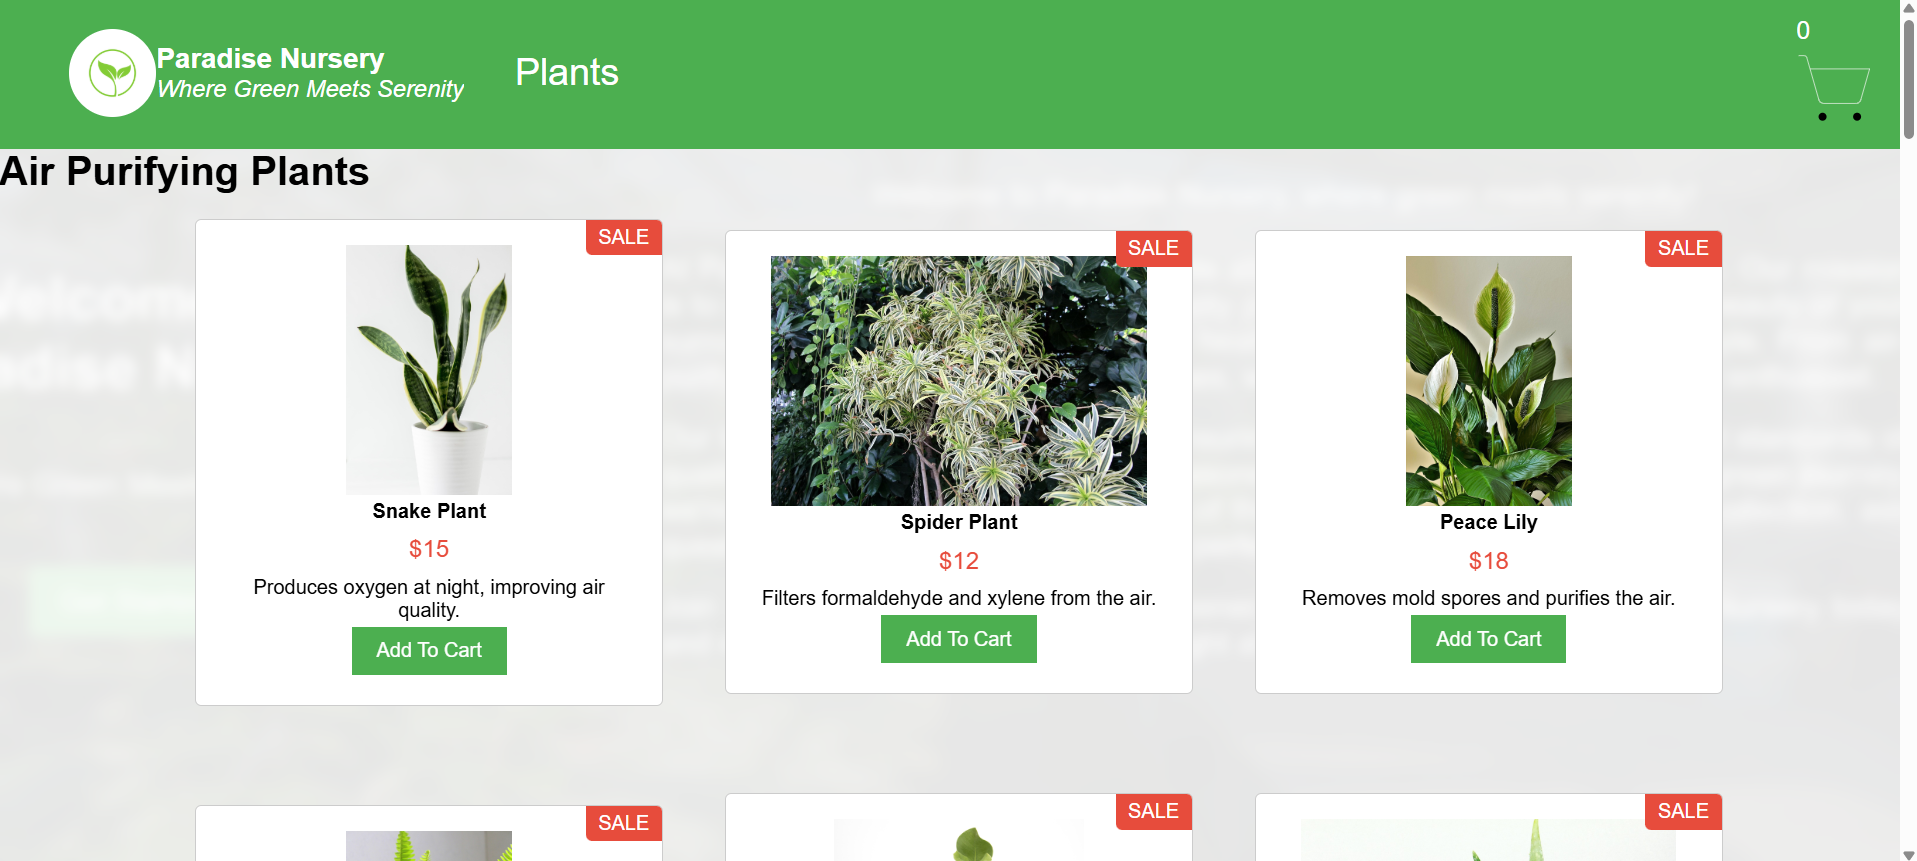 Paradise Nursery
Where Green Meets Serenity
Plants
0
Air Purifying Plants
SALE
Snake Plant
$15
Produces oxygen at night, improving air
quality.
Add To Cart
SALE
Spider Plant
$12
Filters formaldehyde and xylene from the air.
Add To Cart
SALE
Peace Lily
$18
Removes mold spores and purifies the air.
Add To Cart
SALE
SALE
SALE